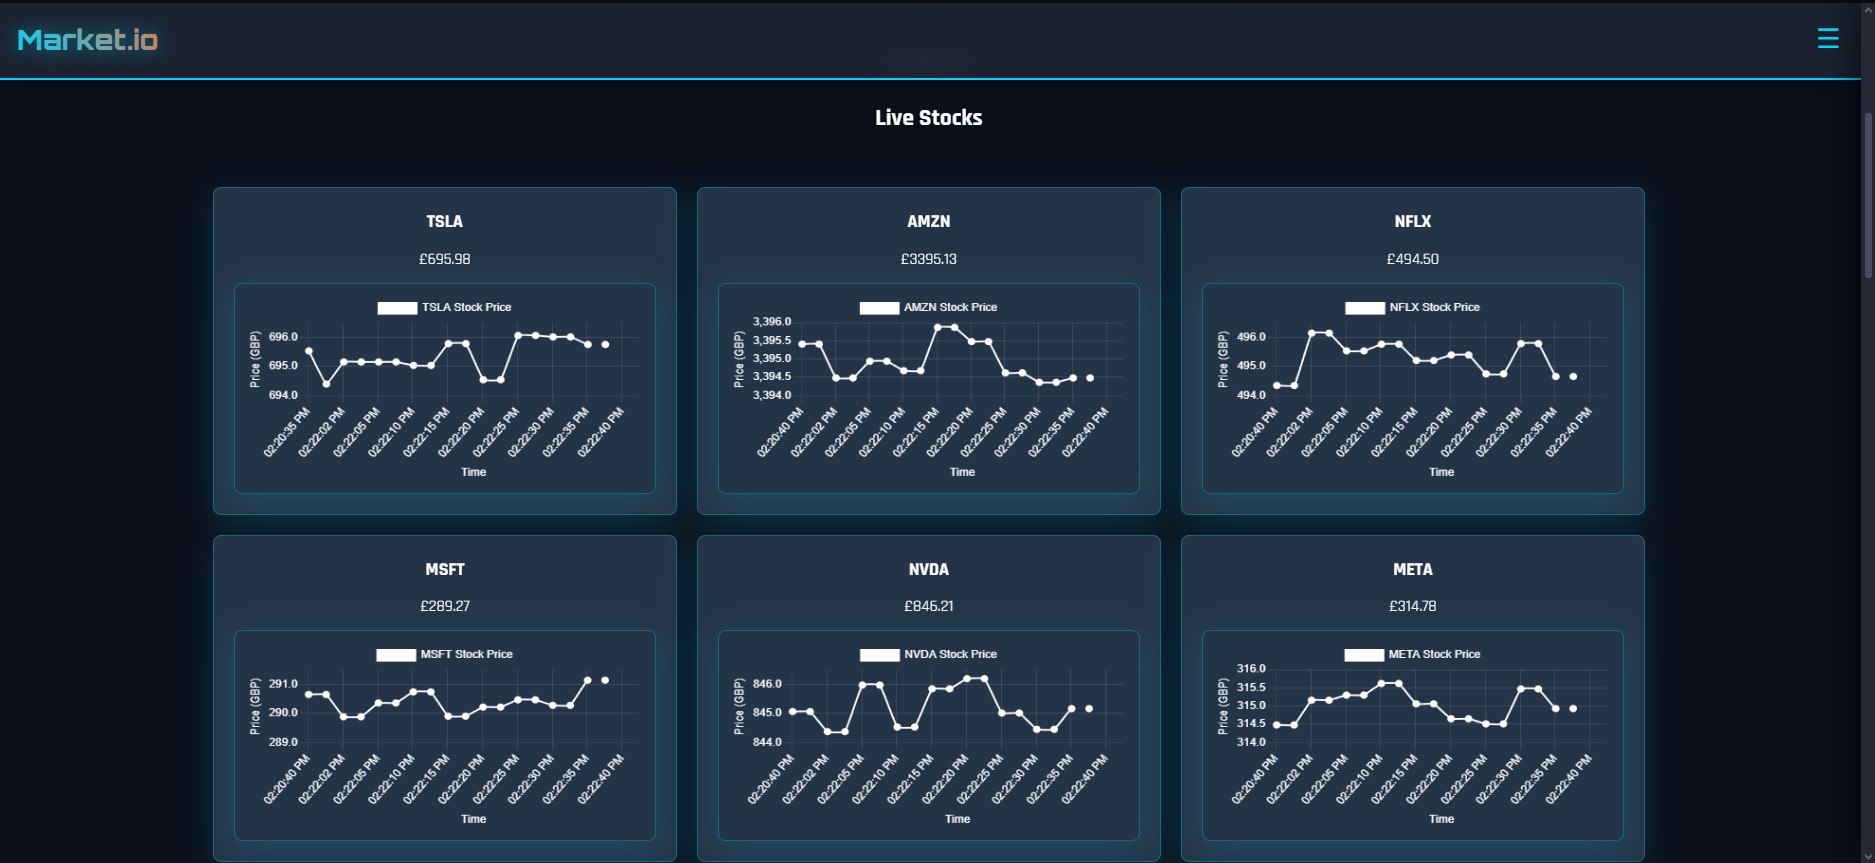 Market.io
☰
Live Stocks
TSLA
£695.98
TSLA Stock Price
Price (GBP)
696.0
695.0
694.0
02:20:35 PM
02:22:02 PM
02:22:05 PM
02:22:10 PM
02:22:15 PM
02:22:20 PM
02:22:25 PM
02:22:30 PM
02:22:35 PM
02:22:40 PM
Time
AMZN
£3395.13
AMZN Stock Price
Price (GBP)
3,396.0
3,395.5
3,395.0
3,394.5
3,394.0
02:20:40 PM
02:22:02 PM
02:22:05 PM
02:22:10 PM
02:22:15 PM
02:22:20 PM
02:22:25 PM
02:22:30 PM
02:22:35 PM
02:22:40 PM
Time
NFLX
£494.50
NFLX Stock Price
Price (GBP)
496.0
495.0
494.0
02:20:40 PM
02:22:02 PM
02:22:05 PM
02:22:10 PM
02:22:15 PM
02:22:20 PM
02:22:25 PM
02:22:30 PM
02:22:35 PM
02:22:40 PM
Time
MSFT
£289.27
MSFT Stock Price
Price (GBP)
291.0
290.0
289.0
02:20:40 PM
02:22:02 PM
02:22:05 PM
02:22:10 PM
02:22:15 PM
02:22:20 PM
02:22:25 PM
02:22:30 PM
02:22:35 PM
02:22:40 PM
Time
NVDA
£846.21
NVDA Stock Price
Price (GBP)
846.0
845.0
844.0
02:20:40 PM
02:22:02 PM
02:22:05 PM
02:22:10 PM
02:22:15 PM
02:22:20 PM
02:22:25 PM
02:22:30 PM
02:22:35 PM
02:22:40 PM
Time
META
£314.78
META Stock Price
Price (GBP)
316.0
315.5
315.0
314.5
314.0
02:20:40 PM
02:22:02 PM
02:22:05 PM
02:22:10 PM
02:22:15 PM
02:22:20 PM
02:22:25 PM
02:22:30 PM
02:22:35 PM
02:22:40 PM
Time